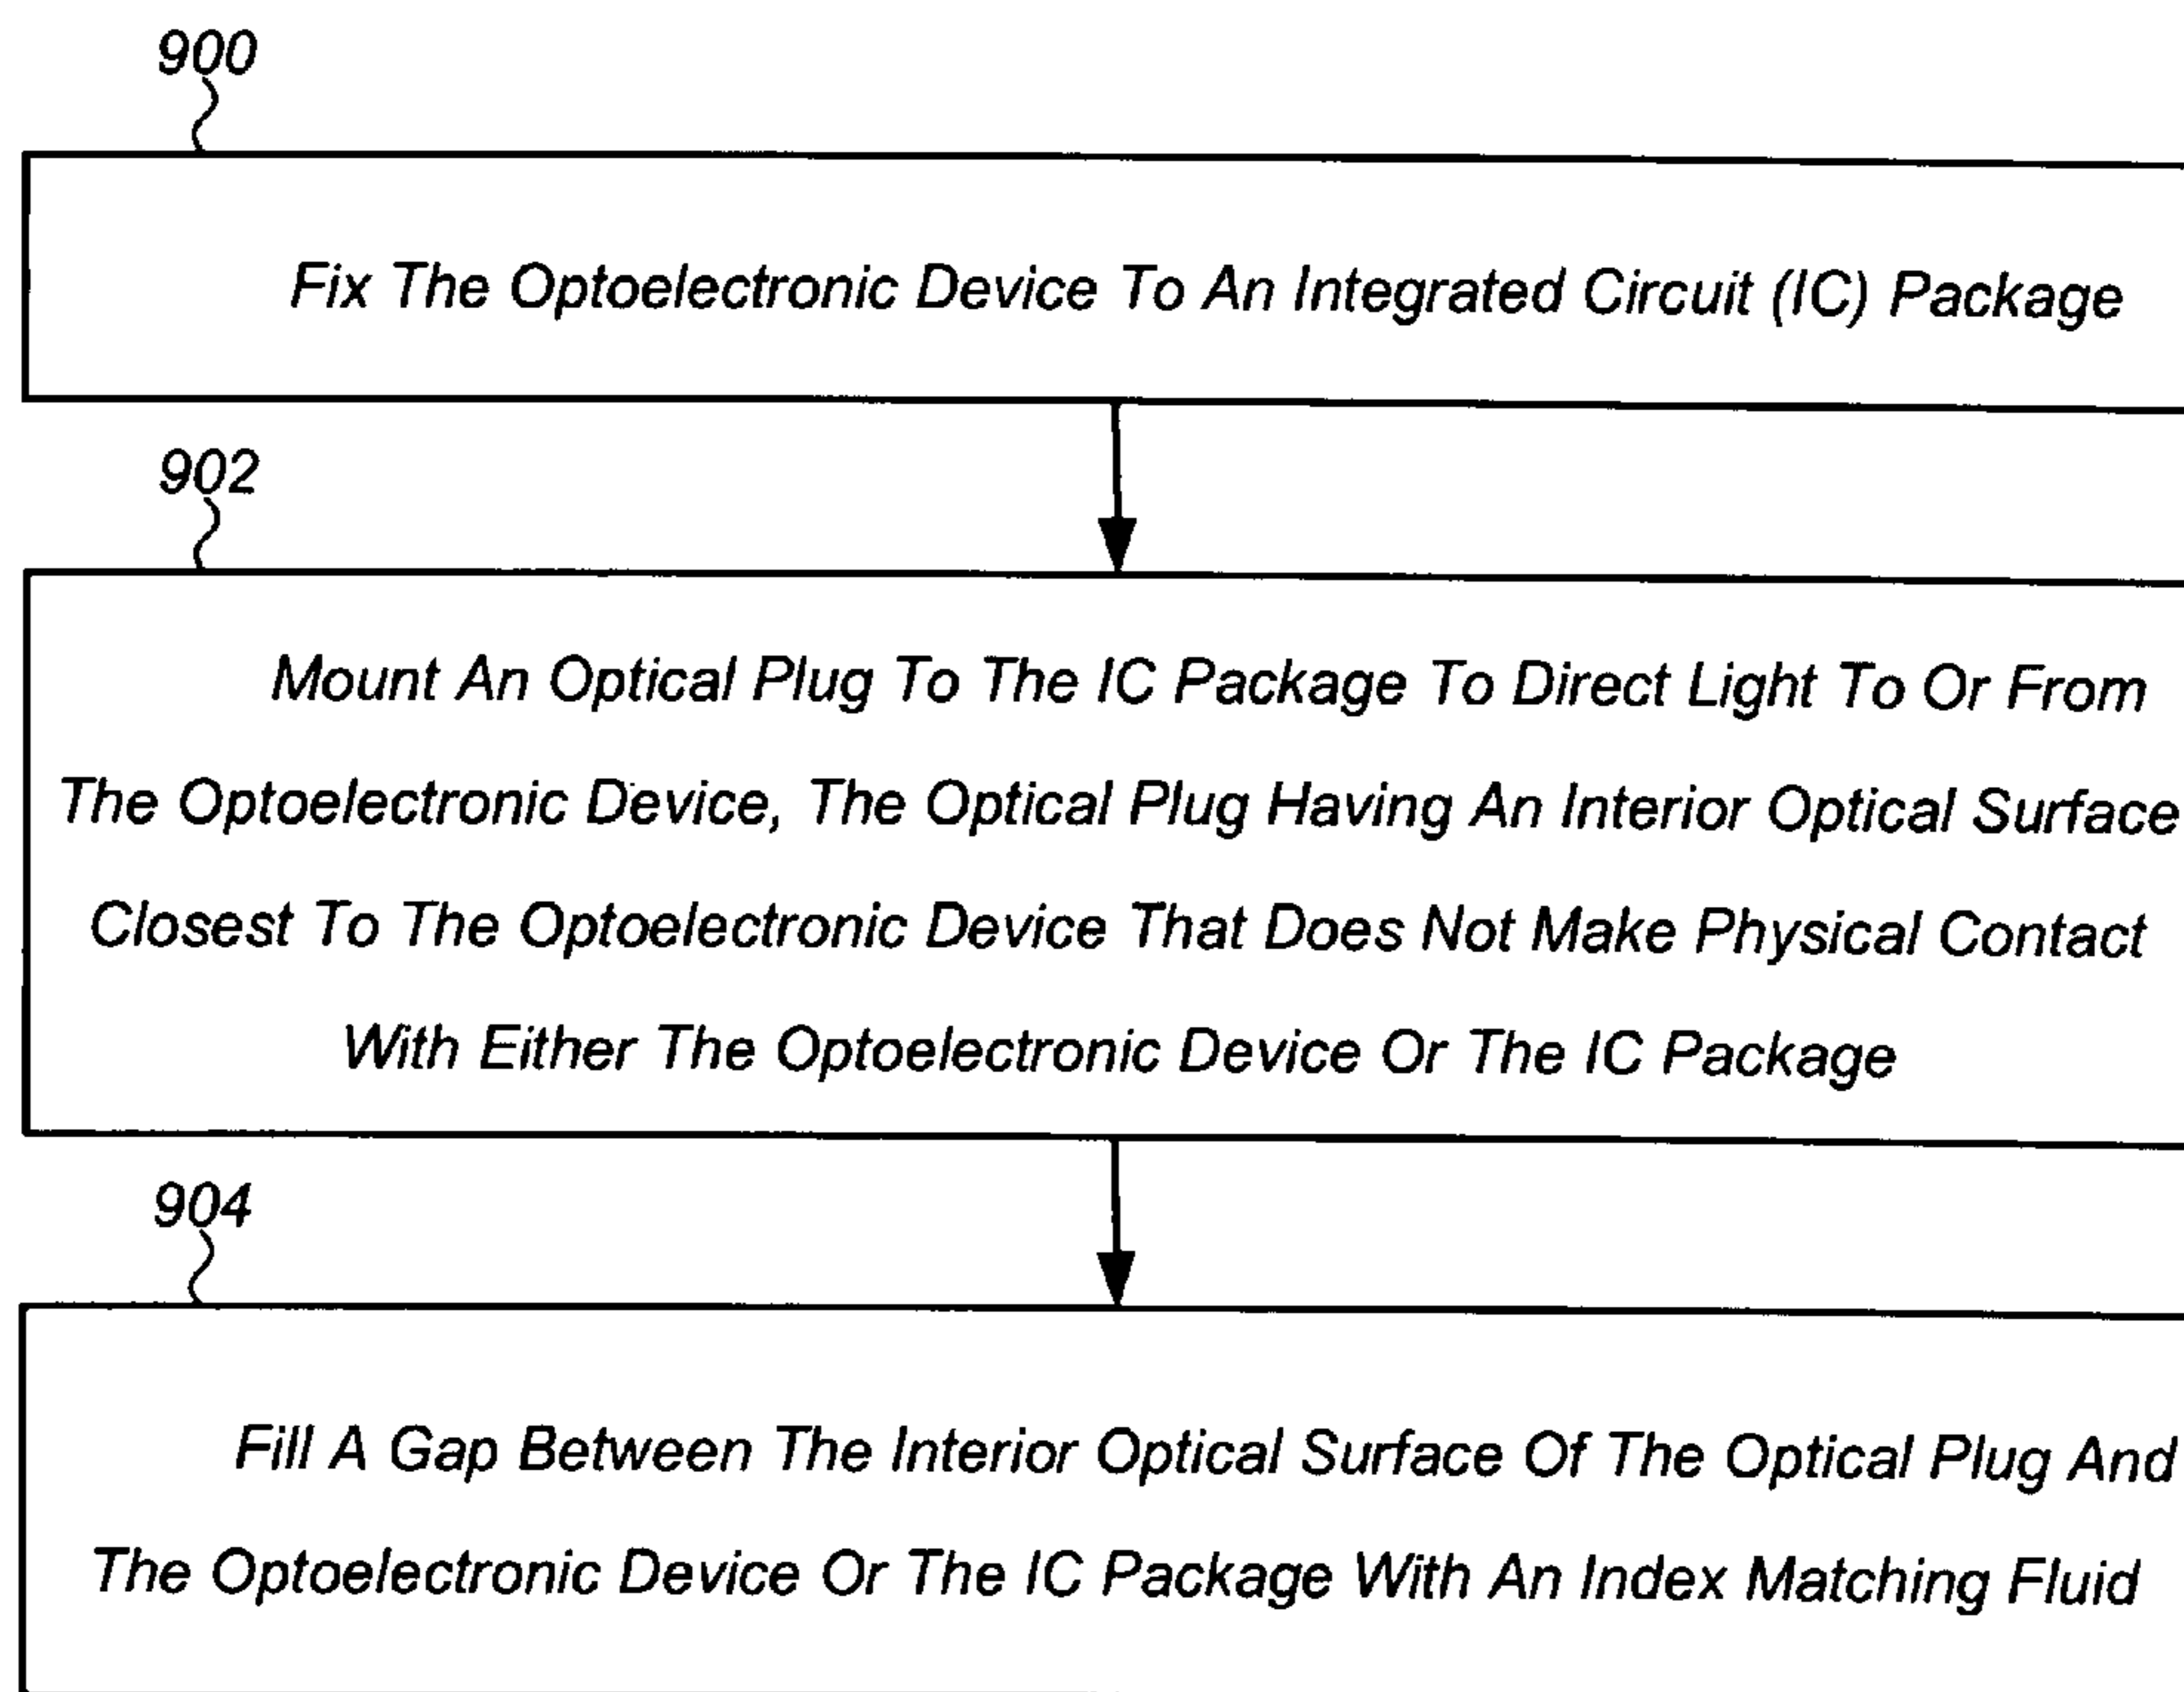 900
Fix The Optoelectronic Device To An Integrated Circuit (IC) Package
902
Mount An Optical Plug To The IC Package To Direct Light To Or From
The Optoelectronic Device, The Optical Plug Having An Interior Optical Surface
Closest To The Optoelectronic Device That Does Not Make Physical Contact
With Either The Optoelectronic Device Or The IC Package
904
Fill A Gap Between The Interior Optical Surface Of The Optical Plug And
The Optoelectronic Device Or The IC Package With An Index Matching Fluid